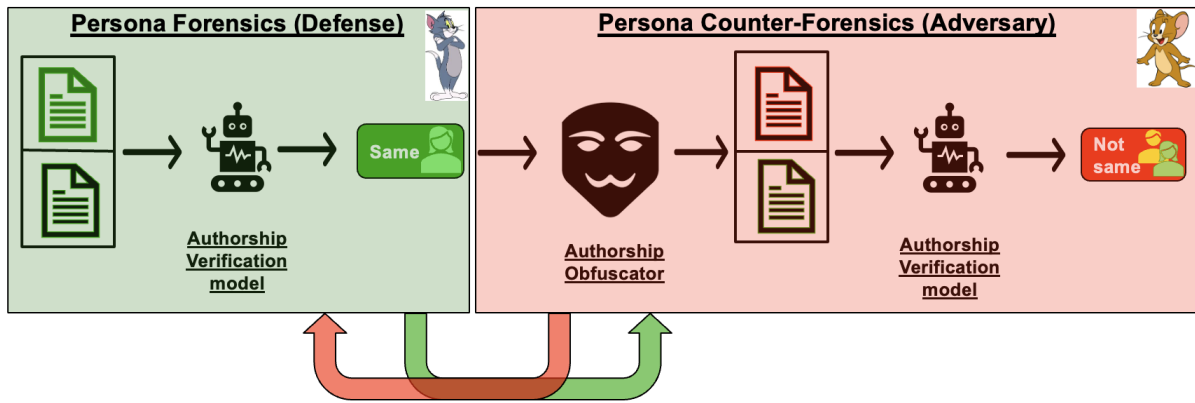 Persona Forensics (Defense)
Same
Authorship
Verification
model
Persona Counter-Forensics (Adversary)
Authorship
Obfuscator
Authorship
Verification
model
Not
same